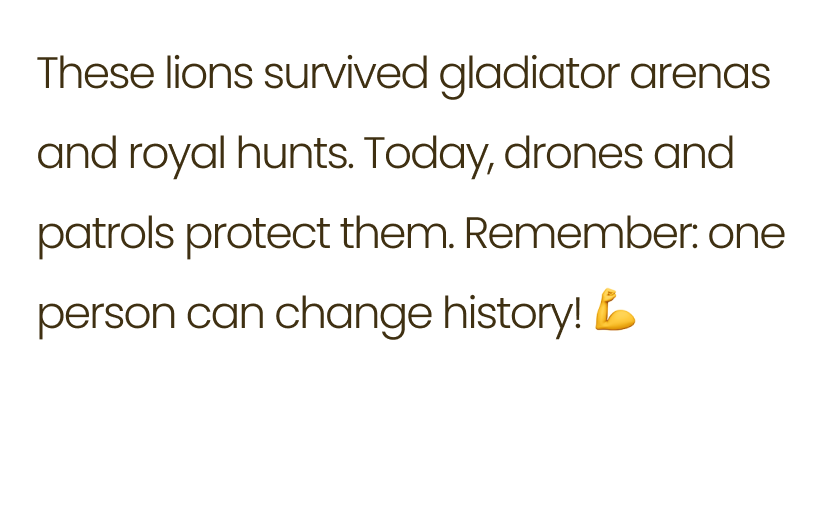 These lions survived gladiator arenas
and royal hunts. Today, drones and
patrols protect them. Remember: one
person can change history! 💪